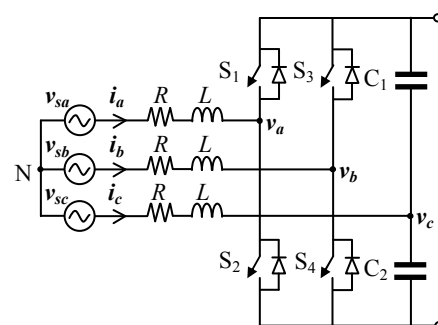 S1 S3 C1
vsa ia R L
va
vsb ib R L
N vb
vsc ic R L
vc
S2 S4 C2